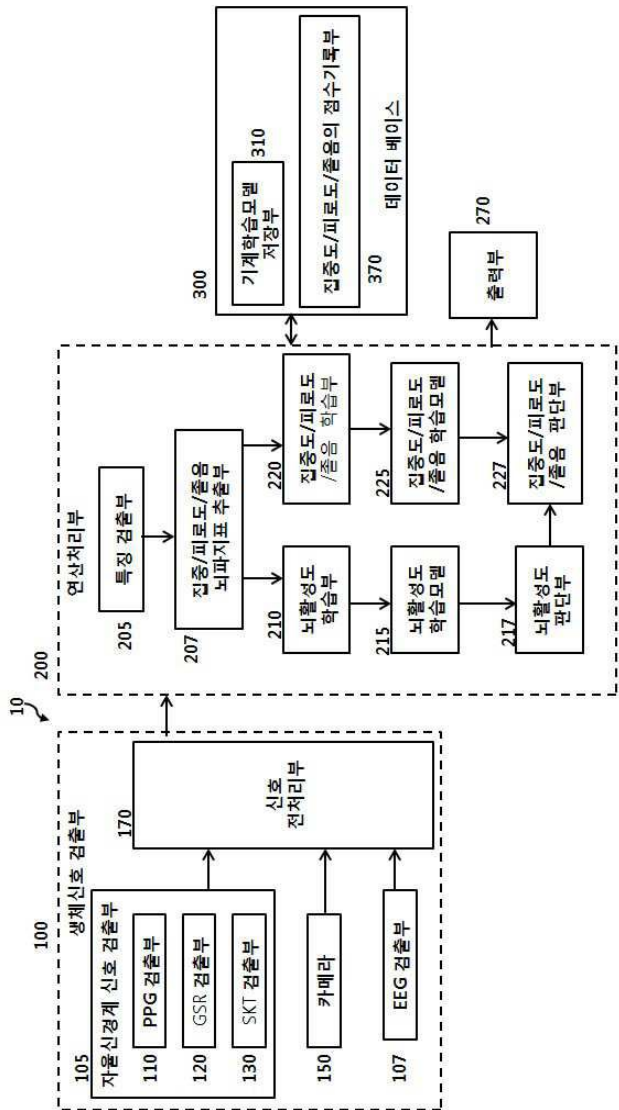 10
100
생체신호 검출부
105
자율신경계 신호 검출부
110
PPG 검출부
120
GSR 검출부
130
SKT 검출부
150
카메라
107
EEG 검출부
170
신호
전처리부
200
연산처리부
205
특징 검출부
207
집중/피로도/졸음
뇌파지표 추출부
210
뇌활성도
학습부
215
뇌활성도
학습모델
217
뇌활성도
판단부
220
집중도/피로도
/졸음 학습부
225
집중도/피로도
/졸음 학습모델
227
집중도/피로도
/졸음 판단부
300
기계학습모델
저장부
310
집중도/피로도/졸음의 점수기록부
370
데이터 베이스
270
출력부